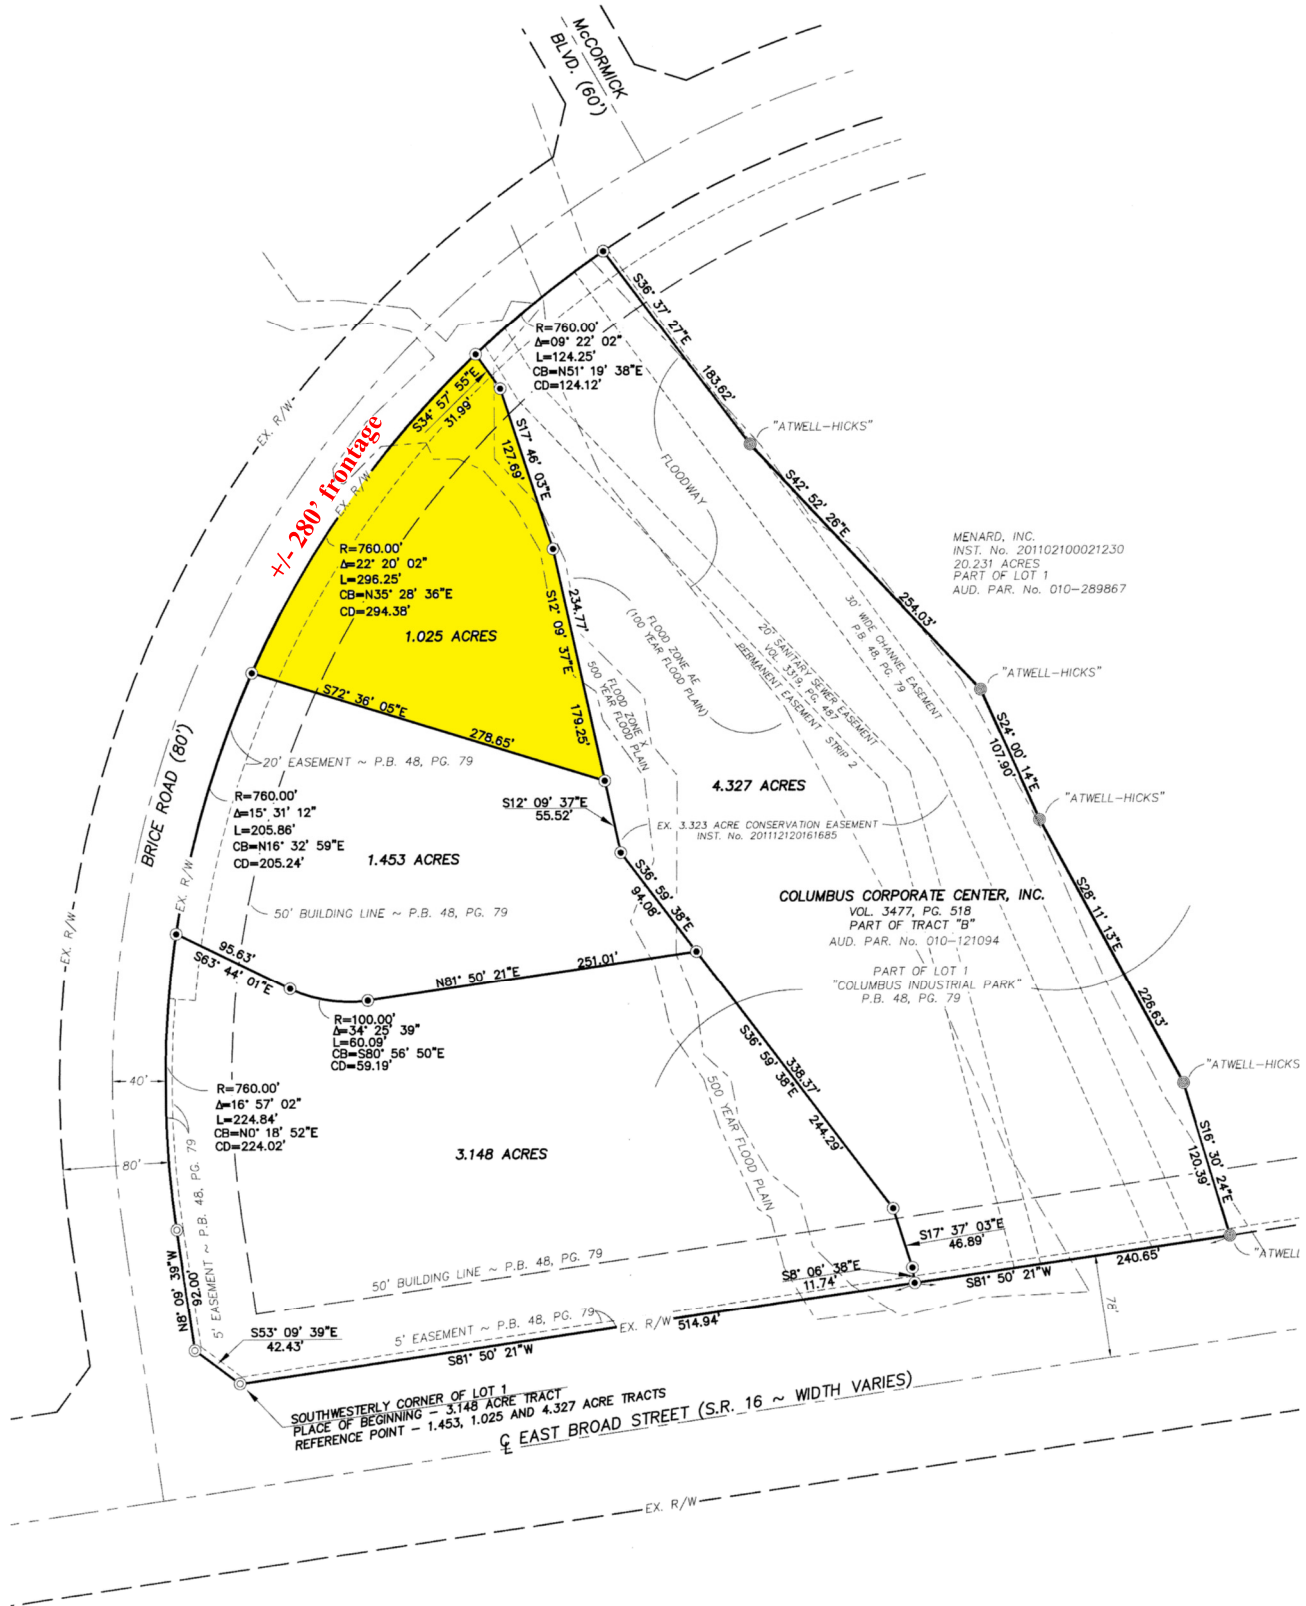 McCORMICK
BLVD. (60')
EX. R/W
S36° 37' 27"E
183.62'
R=760.00'
Δ=09° 22' 02"
L=124.25'
CB=N51° 19' 38"E
CD=124.12'
S34° 57' 55"E
31.99'
+/- 280' frontage
EX. R/W
S17° 46' 03"E
127.69'
FLOODWAY
"ATWELL-HICKS"
S42° 52' 26"E
254.03'
MENARD, INC.
INST. No. 201102100021230
20.231 ACRES
PART OF LOT 1
AUD. PAR. No. 010-289867
R=760.00'
Δ=22° 20' 02"
L=296.25'
CB=N35° 28' 36"E
CD=294.38'
1.025 ACRES
234.77'
S12° 09' 37"E
179.25'
FLOOD ZONE AE
(100 YEAR FLOOD PLAIN)
FLOOD ZONE X
500 YEAR FLOOD PLAIN
20' SANITARY SEWER EASEMENT
VOL. 3319, PG. 487
PERMANENT EASEMENT STRIP 2
30' WIDE CHANNEL EASEMENT
P.B. 48, PG. 79
"ATWELL-HICKS"
S24° 00' 14"E
107.90'
S72° 36' 05"E
278.65'
BRICE ROAD (80')
20' EASEMENT ~ P.B. 48, PG. 79
R=760.00'
Δ=15° 31' 12"
L=205.86'
CB=N16° 32' 59"E
CD=205.24'
S12° 09' 37"E
55.52'
4.327 ACRES
"ATWELL-HICKS"
EX. 3.323 ACRE CONSERVATION EASEMENT
INST. No. 201112120161685
1.453 ACRES
EX. R/W
S36° 59' 38"E
94.08'
COLUMBUS CORPORATE CENTER, INC.
VOL. 3477, PG. 518
PART OF TRACT "B"
AUD. PAR. No. 010-121094
S28° 11' 13"E
226.63'
50' BUILDING LINE ~ P.B. 48, PG. 79
EX. R/W
95.63'
S63° 44' 01"E
N81° 50' 21"E
251.01'
PART OF LOT 1
"COLUMBUS INDUSTRIAL PARK"
P.B. 48, PG. 79
R=100.00'
Δ=34° 25' 39"
L=60.09'
CB=S80° 56' 50"E
CD=59.19'
40'
R=760.00'
Δ=16° 57' 02"
L=224.84'
CB=N0° 18' 52"E
CD=224.02'
338.37'
S36° 59' 38"E
244.29'
"ATWELL-HICKS
80'
3.148 ACRES
500 YEAR FLOOD PLAIN
S16° 30' 24"E
120.39'
5' EASEMENT ~ P.B. 48, PG. 79
N8° 09' 39"W
92.00'
S17° 37' 03"E
46.89'
"ATWELL
50' BUILDING LINE ~ P.B. 48, PG. 79
S8° 06' 38"E
11.74'
S81° 50' 21"W
240.65'
78'
S53° 09' 39"E
42.43'
5' EASEMENT ~ P.B. 48, PG. 79
EX. R/W
514.94'
S81° 50' 21"W
SOUTHWESTERLY CORNER OF LOT 1
PLACE OF BEGINNING - 3.148 ACRE TRACT
REFERENCE POINT - 1.453, 1.025 AND 4.327 ACRE TRACTS
℄ EAST BROAD STREET (S.R. 16 ~ WIDTH VARIES)
EX. R/W